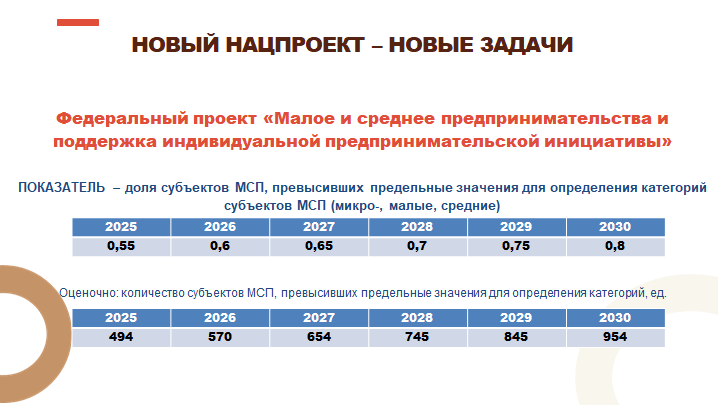 НОВЫЙ НАЦПРОЕКТ – НОВЫЕ ЗАДАЧИ
Федеральный проект «Малое и среднее предпринимательства и
поддержка индивидуальной предпринимательской инициативы»
ПОКАЗАТЕЛЬ – доля субъектов МСП, превысивших предельные значения для определения категорий
субъектов МСП (микро-, малые, средние)
2025 2026 2027 2028 2029 2030
0,55 0,6 0,65 0,7 0,75 0,8
Оценочно: количество субъектов МСП, превысивших предельные значения для определения категорий, ед.
2025 2026 2027 2028 2029 2030
494 570 654 745 845 954